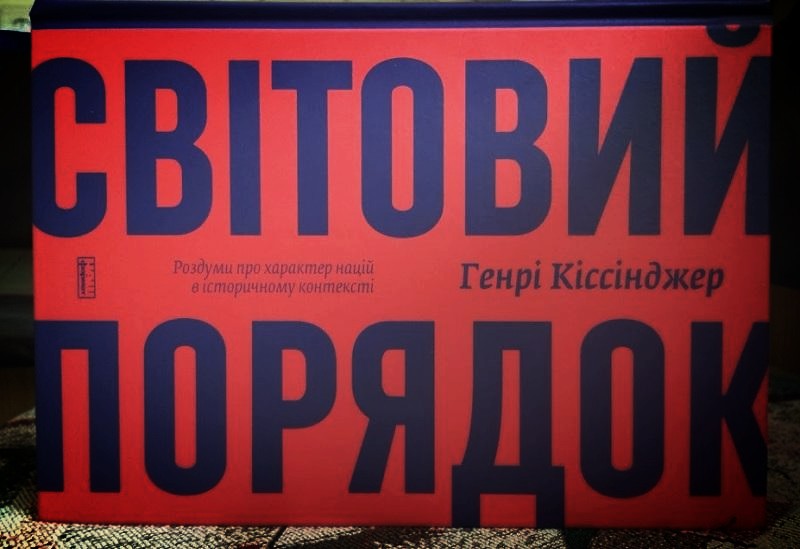 СВІТОВИЙ
Роздуми про характер націй
в історичному контексті
Генрі Кіссінджер
ПОРЯДОК